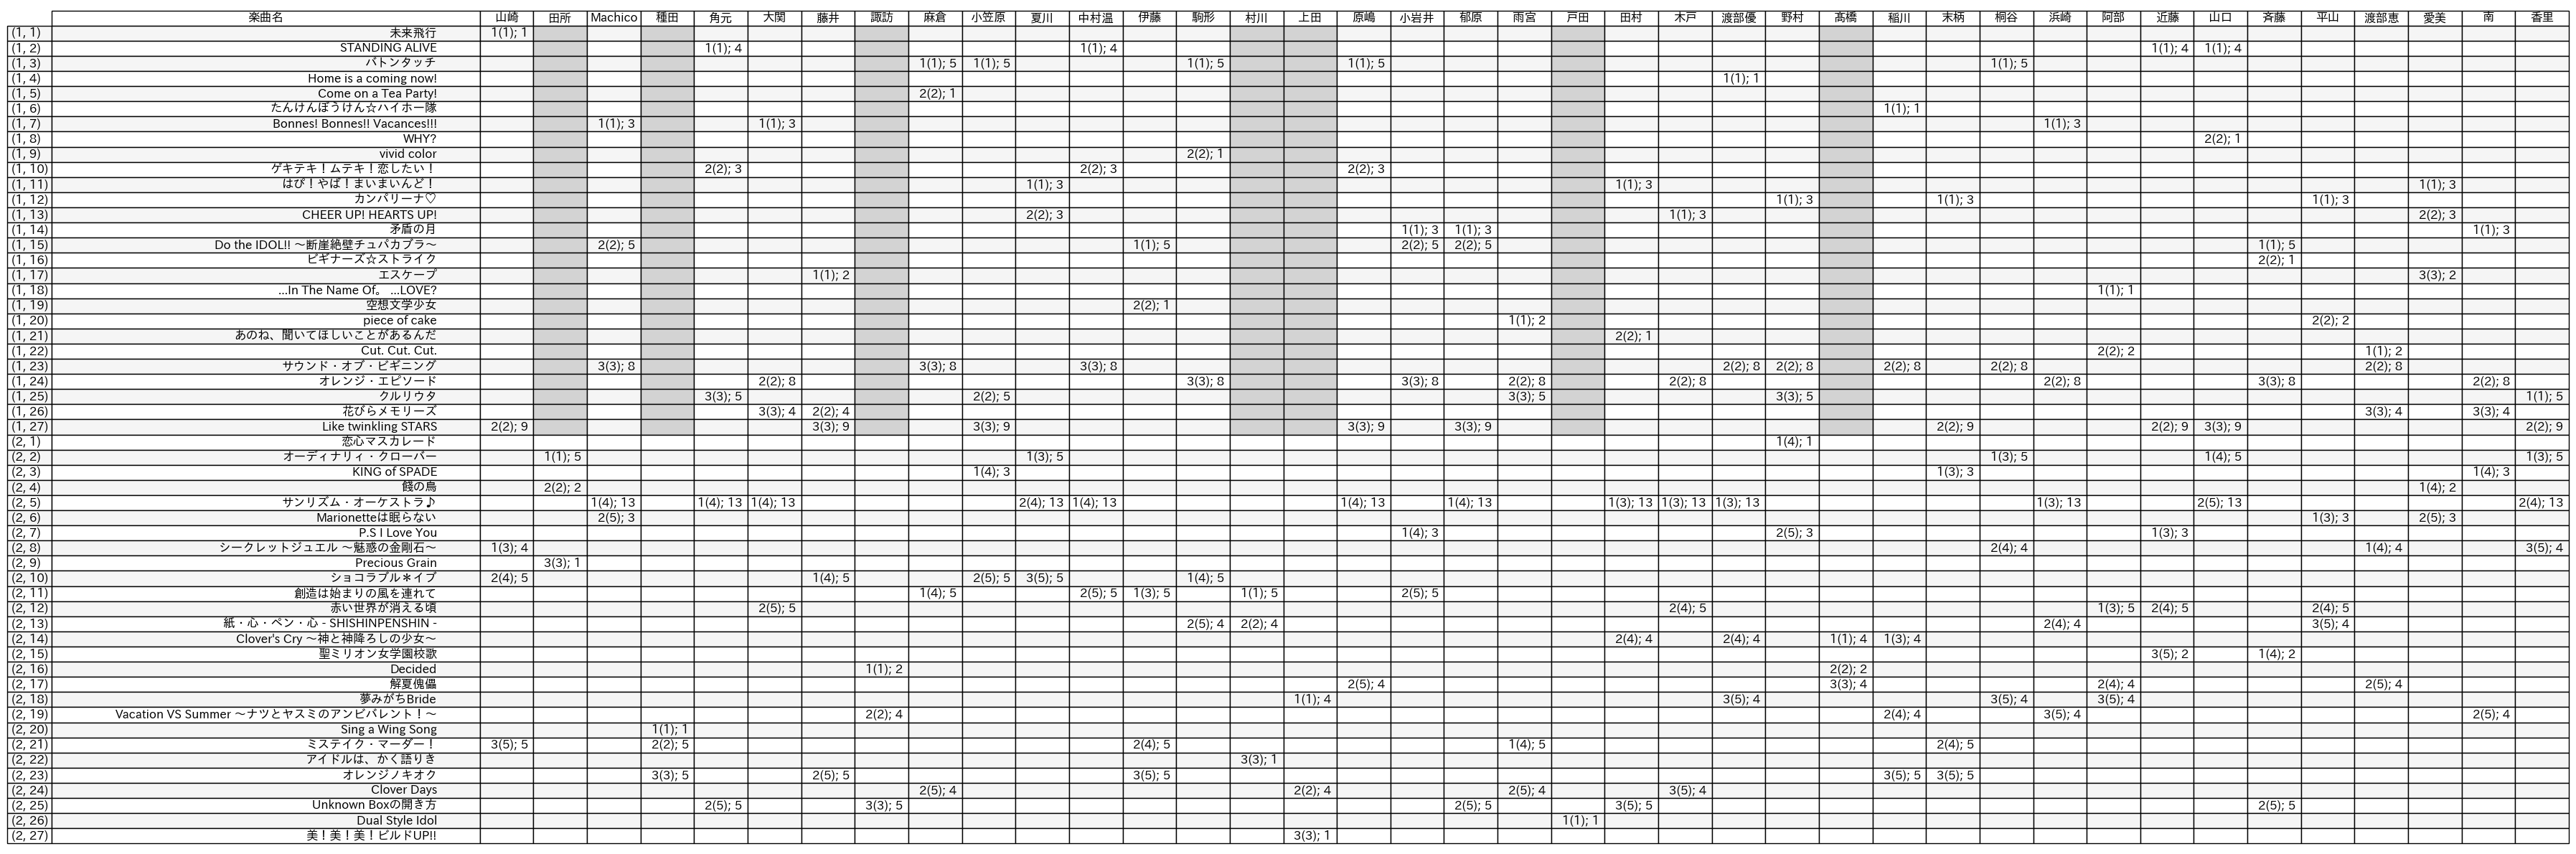 楽曲名 山崎 田所 Machico 種田 角元 大関 藤井 諏訪 麻倉 小笠原 夏川 中村温 伊藤 駒形 村川 上田 原嶋 小岩井 郁原 雨宮 戸田 田村 木戸 渡部優 野村 髙橋 稲川 末柄 桐谷 浜崎 阿部 近藤 山口 斉藤 平山 渡部恵 愛美 南 香里
(1, 1) 未来飛行 1(1); 1
(1, 2) STANDING ALIVE 1(1); 4 1(1); 4 1(1); 4 1(1); 4
(1, 3) バトンタッチ 1(1); 5 1(1); 5 1(1); 5 1(1); 5 1(1); 5
(1, 4) Home is a coming now! 1(1); 1
(1, 5) Come on a Tea Party! 2(2); 1
(1, 6) たんけんぼうけん☆ハイホー隊 1(1); 1
(1, 7) Bonnes! Bonnes!! Vacances!!! 1(1); 3 1(1); 3 1(1); 3
(1, 8) WHY? 2(2); 1
(1, 9) vivid color 2(2); 1
(1, 10) ゲキテキ！ムテキ！恋したい！ 2(2); 3 2(2); 3 2(2); 3
(1, 11) はぴ！やば！まいまいんど！ 1(1); 3 1(1); 3 1(1); 3
(1, 12) カンパリーナ♡ 1(1); 3 1(1); 3 1(1); 3
(1, 13) CHEER UP! HEARTS UP! 2(2); 3 1(1); 3 2(2); 3
(1, 14) 矛盾の月 1(1); 3 1(1); 3 1(1); 3
(1, 15) Do the IDOL!! ～断崖絶壁チュパカブラ～ 2(2); 5 1(1); 5 2(2); 5 2(2); 5 1(1); 5
(1, 16) ビギナーズ☆ストライク 2(2); 1
(1, 17) エスケープ 1(1); 2 3(3); 2
(1, 18) ...In The Name Of。 ...LOVE? 1(1); 1
(1, 19) 空想文学少女 2(2); 1
(1, 20) piece of cake 1(1); 2 2(2); 2
(1, 21) あのね、聞いてほしいことがあるんだ 2(2); 1
(1, 22) Cut. Cut. Cut. 2(2); 2 1(1); 2
(1, 23) サウンド・オブ・ビギニング 3(3); 8 3(3); 8 3(3); 8 2(2); 8 2(2); 8 2(2); 8 2(2); 8 2(2); 8
(1, 24) オレンジ・エピソード 2(2); 8 3(3); 8 3(3); 8 2(2); 8 2(2); 8 2(2); 8 3(3); 8 2(2); 8
(1, 25) クルリウタ 3(3); 5 2(2); 5 3(3); 5 3(3); 5 1(1); 5
(1, 26) 花びらメモリーズ 3(3); 4 2(2); 4 3(3); 4 3(3); 4
(1, 27) Like twinkling STARS 2(2); 9 3(3); 9 3(3); 9 3(3); 9 3(3); 9 2(2); 9 2(2); 9 3(3); 9 2(2); 9
(2, 1) 恋心マスカレード 1(4); 1
(2, 2) オーディナリィ・クローバー 1(1); 5 1(3); 5 1(3); 5 1(4); 5 1(3); 5
(2, 3) KING of SPADE 1(4); 3 1(3); 3 1(4); 3
(2, 4) 餞の鳥 2(2); 2 1(4); 2
(2, 5) サンリズム・オーケストラ♪ 1(4); 13 1(4); 13 1(4); 13 2(4); 13 1(4); 13 1(4); 13 1(4); 13 1(3); 13 1(3); 13 1(3); 13 1(3); 13 2(5); 13 2(4); 13
(2, 6) Marionetteは眠らない 2(5); 3 1(3); 3 2(5); 3
(2, 7) P.S I Love You 1(4); 3 2(5); 3 1(3); 3
(2, 8) シークレットジュエル ～魅惑の金剛石～ 1(3); 4 2(4); 4 1(4); 4 3(5); 4
(2, 9) Precious Grain 3(3); 1
(2, 10) ショコラブル＊イブ 2(4); 5 1(4); 5 2(5); 5 3(5); 5 1(4); 5
(2, 11) 創造は始まりの風を連れて 1(4); 5 2(5); 5 1(3); 5 1(1); 5 2(5); 5
(2, 12) 赤い世界が消える頃 2(5); 5 2(4); 5 1(3); 5 2(4); 5 2(4); 5
(2, 13) 紙・心・ペン・心 - SHISHINPENSHIN - 2(5); 4 2(2); 4 2(4); 4 3(5); 4
(2, 14) Clover's Cry ～神と神降ろしの少女～ 2(4); 4 2(4); 4 1(1); 4 1(3); 4
(2, 15) 聖ミリオン女学園校歌 3(5); 2 1(4); 2
(2, 16) Decided 1(1); 2 2(2); 2
(2, 17) 解夏傀儡 2(5); 4 3(3); 4 2(4); 4 2(5); 4
(2, 18) 夢みがちBride 1(1); 4 3(5); 4 3(5); 4 3(5); 4
(2, 19) Vacation VS Summer ～ナツとヤスミのアンビバレント！～ 2(2); 4 2(4); 4 3(5); 4 2(5); 4
(2, 20) Sing a Wing Song 1(1); 1
(2, 21) ミステイク・マーダー！ 3(5); 5 2(2); 5 2(4); 5 1(4); 5 2(4); 5
(2, 22) アイドルは、かく語りき 3(3); 1
(2, 23) オレンジノキオク 3(3); 5 2(5); 5 3(5); 5 3(5); 5 3(5); 5
(2, 24) Clover Days 2(5); 4 2(2); 4 2(5); 4 3(5); 4
(2, 25) Unknown Boxの開き方 2(5); 5 3(3); 5 2(5); 5 3(5); 5 2(5); 5
(2, 26) Dual Style Idol 1(1); 1
(2, 27) 美！美！美！ビルドUP!! 3(3); 1